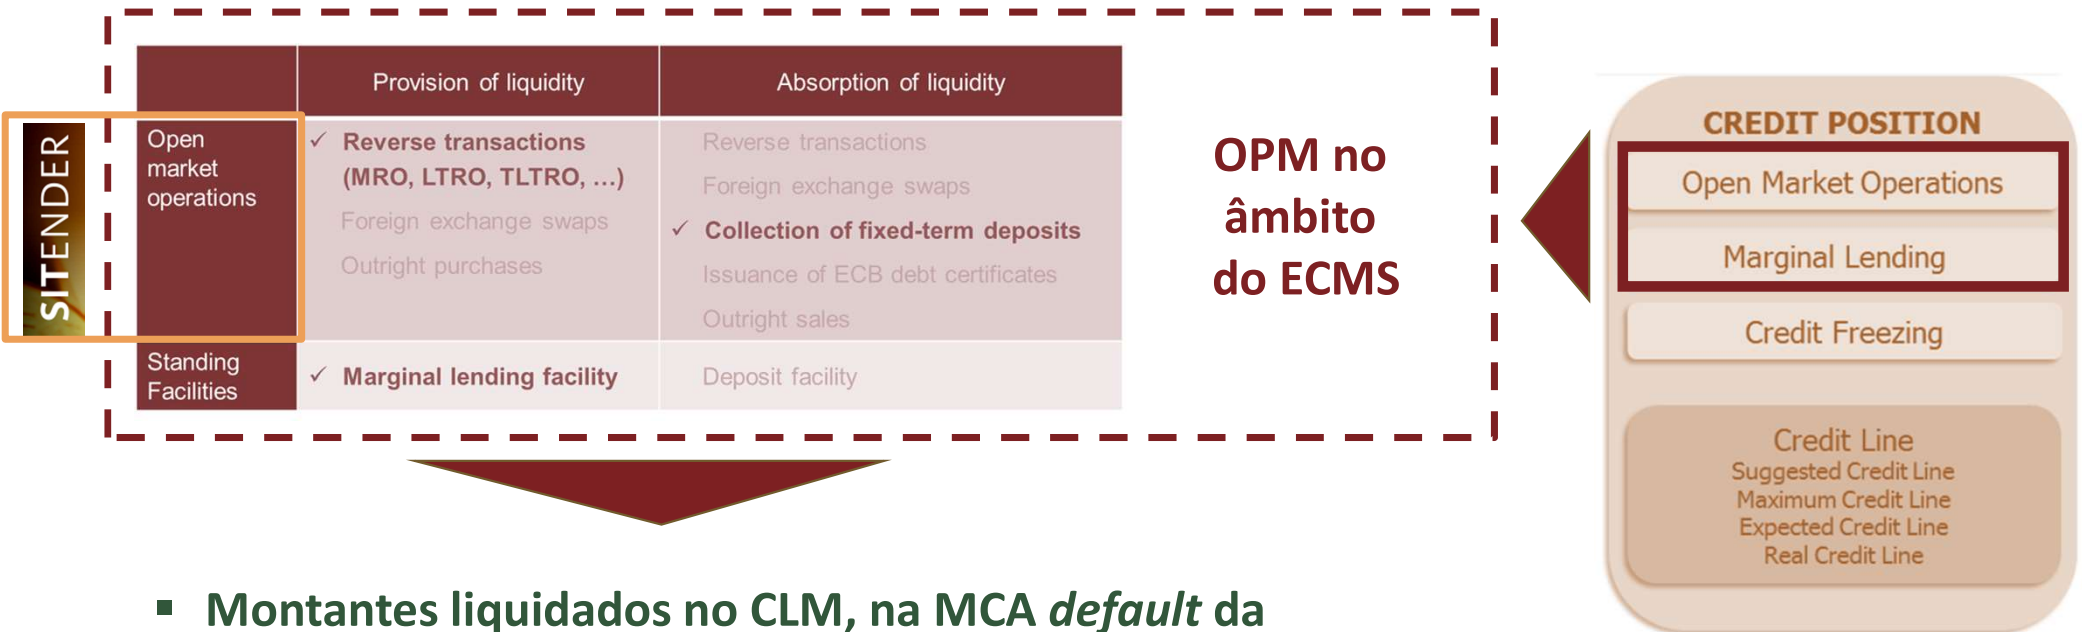 SITENDER
Provision of liquidity
Absorption of liquidity
Open
market
operations
✓ Reverse transactions
(MRO, LTRO, TLTRO, ...)
Foreign exchange swaps
Outright purchases
Reverse transactions
Foreign exchange swaps
✓ Collection of fixed-term deposits
Issuance of ECB debt certificates
Outright sales
Standing
Facilities
✓ Marginal lending facility
Deposit facility
OPM no
âmbito
do ECMS
CREDIT POSITION
Open Market Operations
Marginal Lending
Credit Freezing
Credit Line
Suggested Credit Line
Maximum Credit Line
Expected Credit Line
Real Credit Line
▪ Montantes liquidados no CLM, na MCA default da